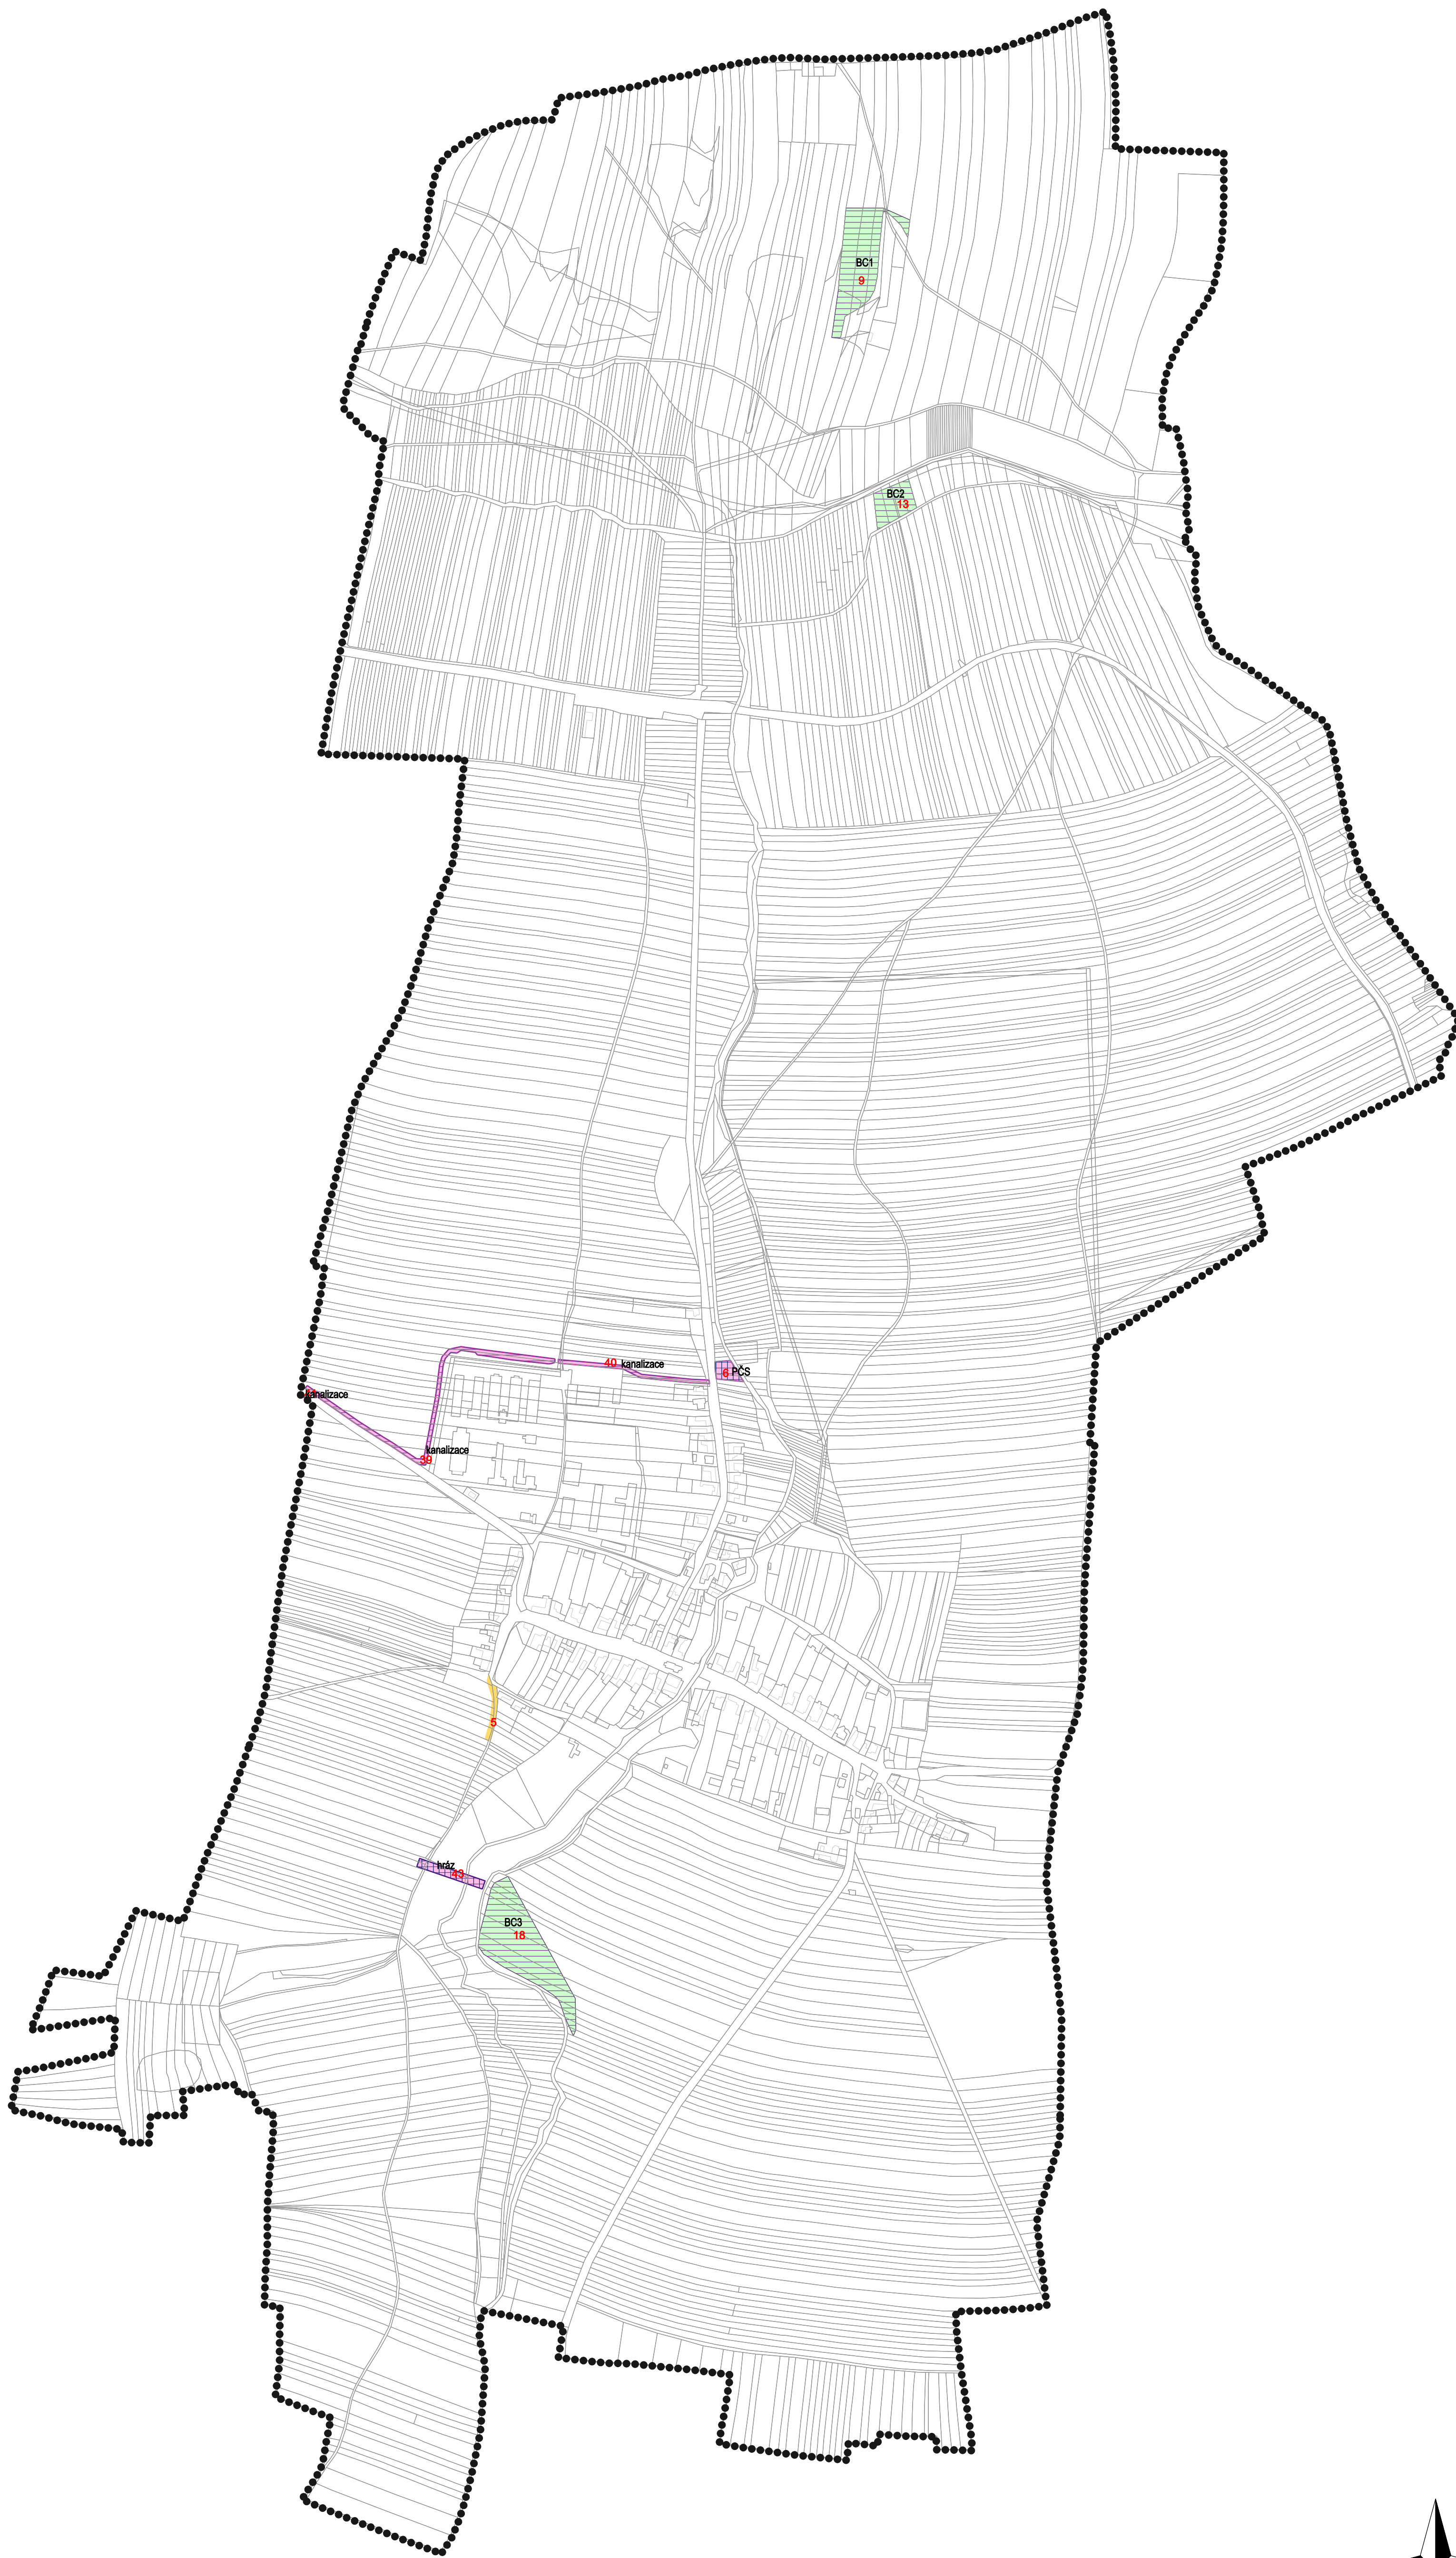 BC1
9
BC2
13
40 kanalizace
6 PČS
kanalizace
kanalizace
39
5
hráz
43
BC3
18